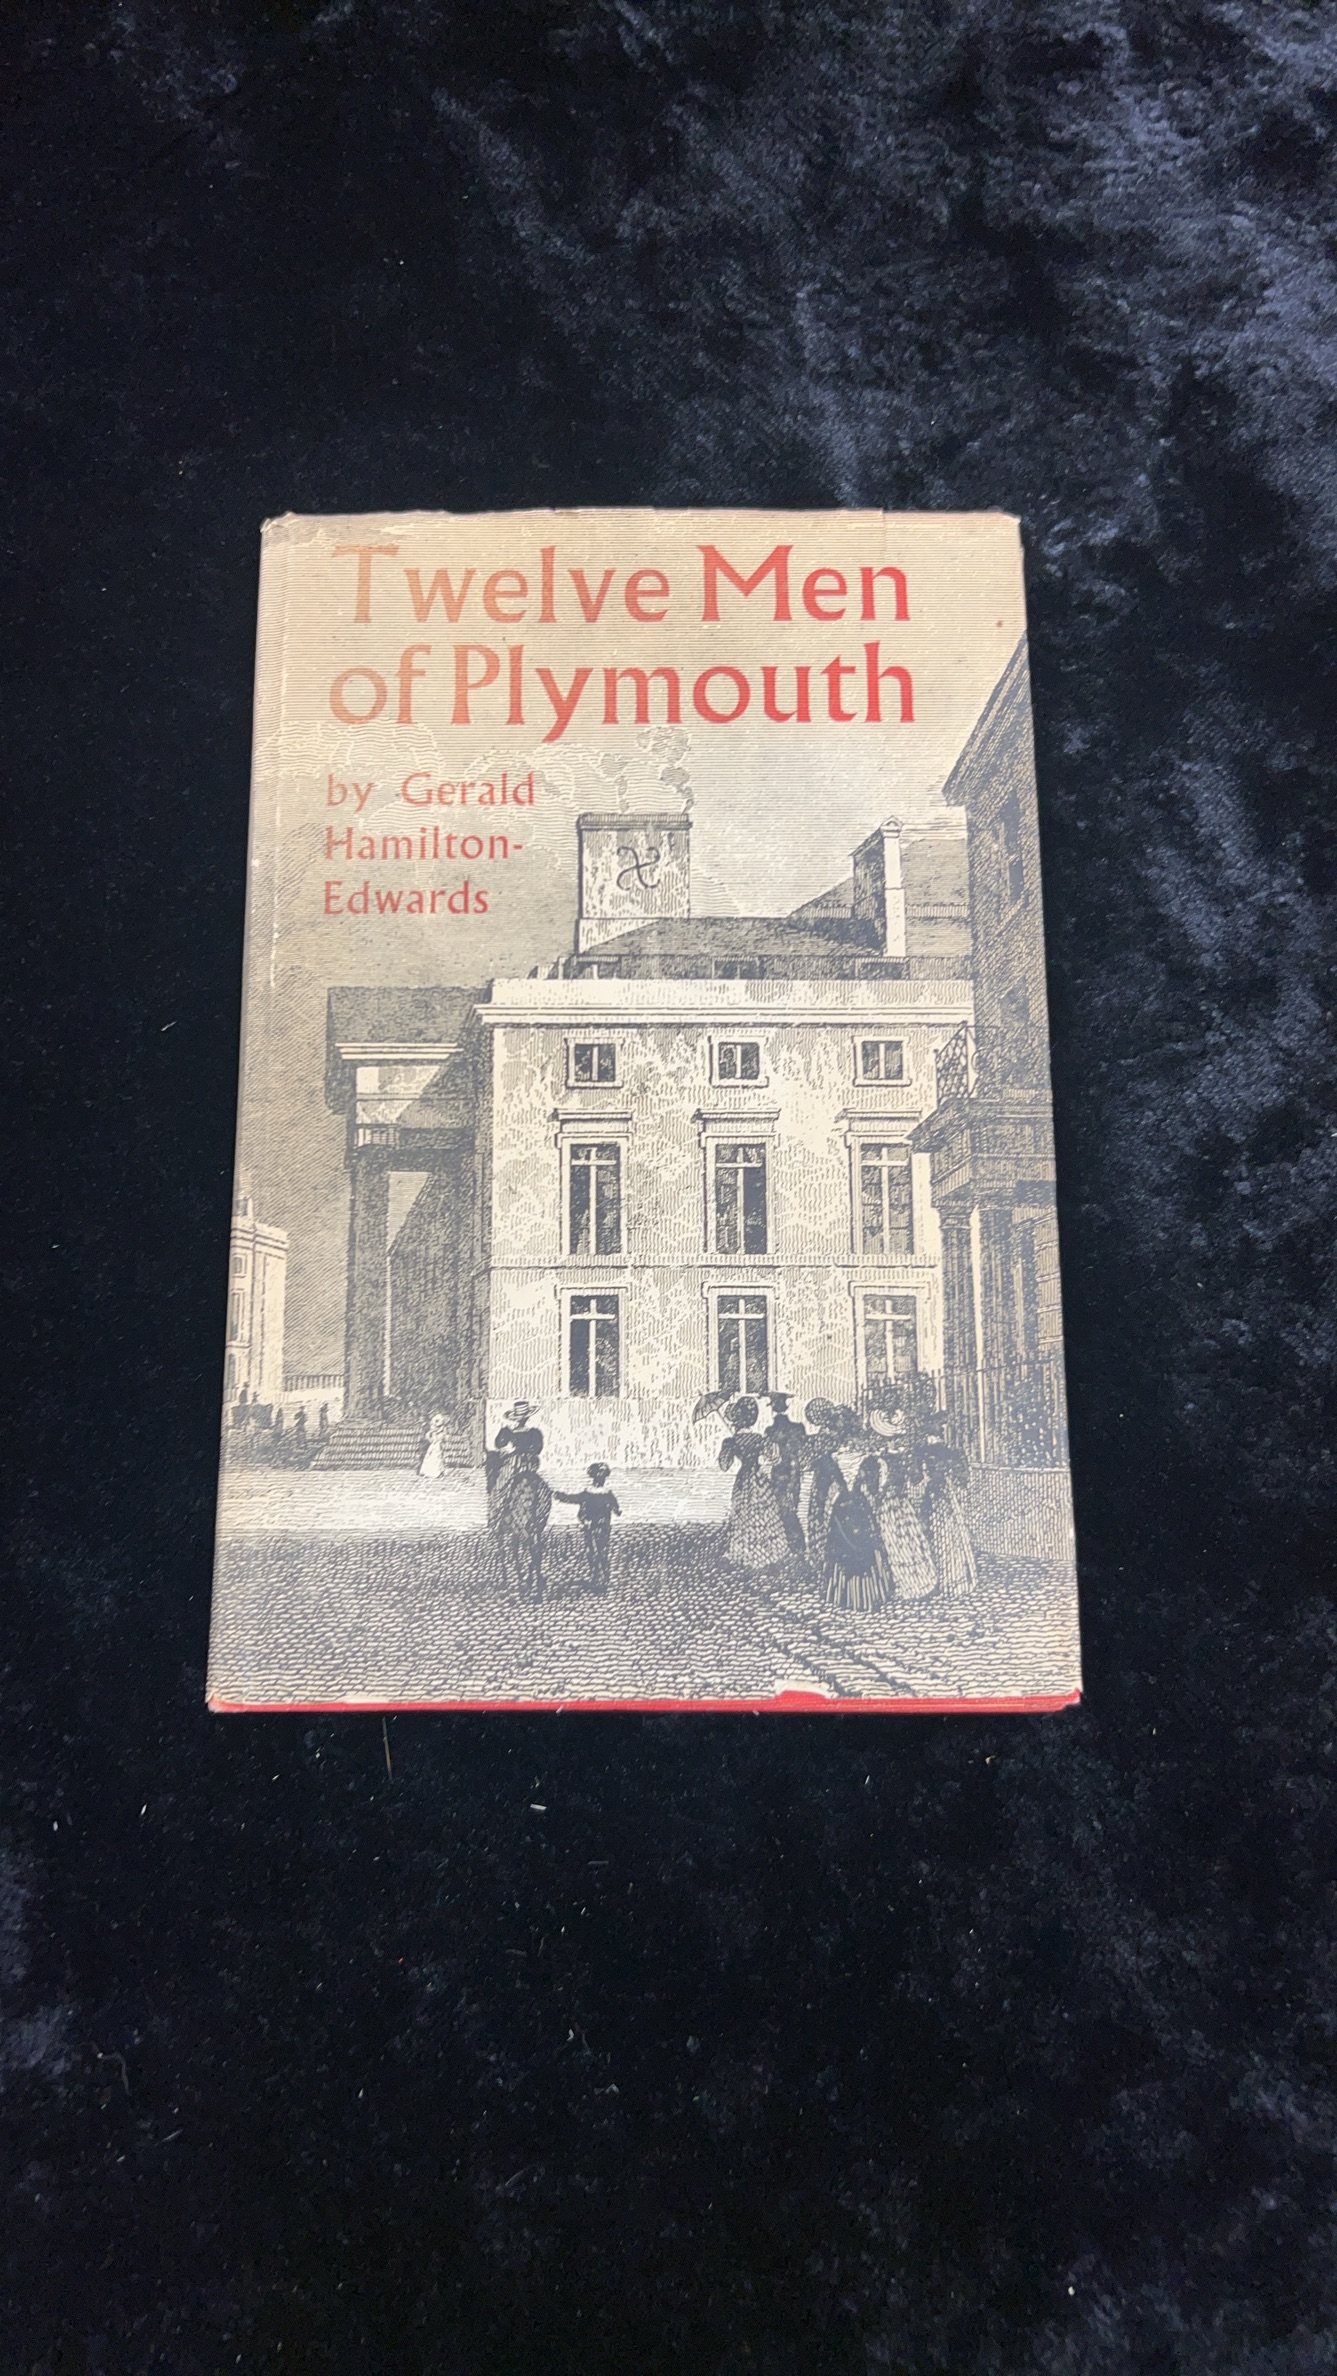 Twelve Men
of Plymouth
by Gerald
Hamilton-
Edwards